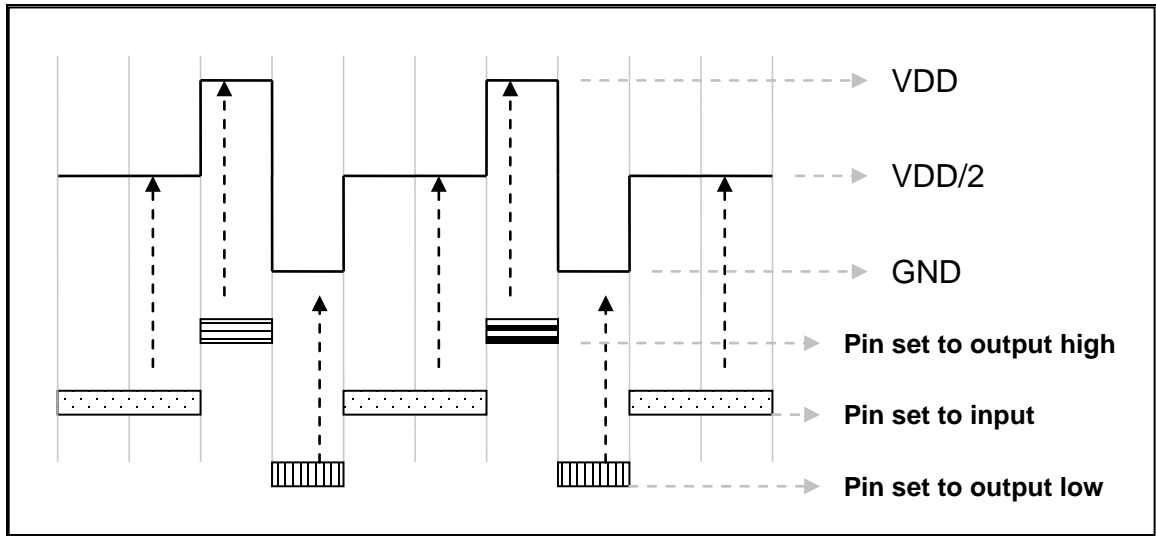 VDD
VDD/2
GND
Pin set to output high
Pin set to input
Pin set to output low